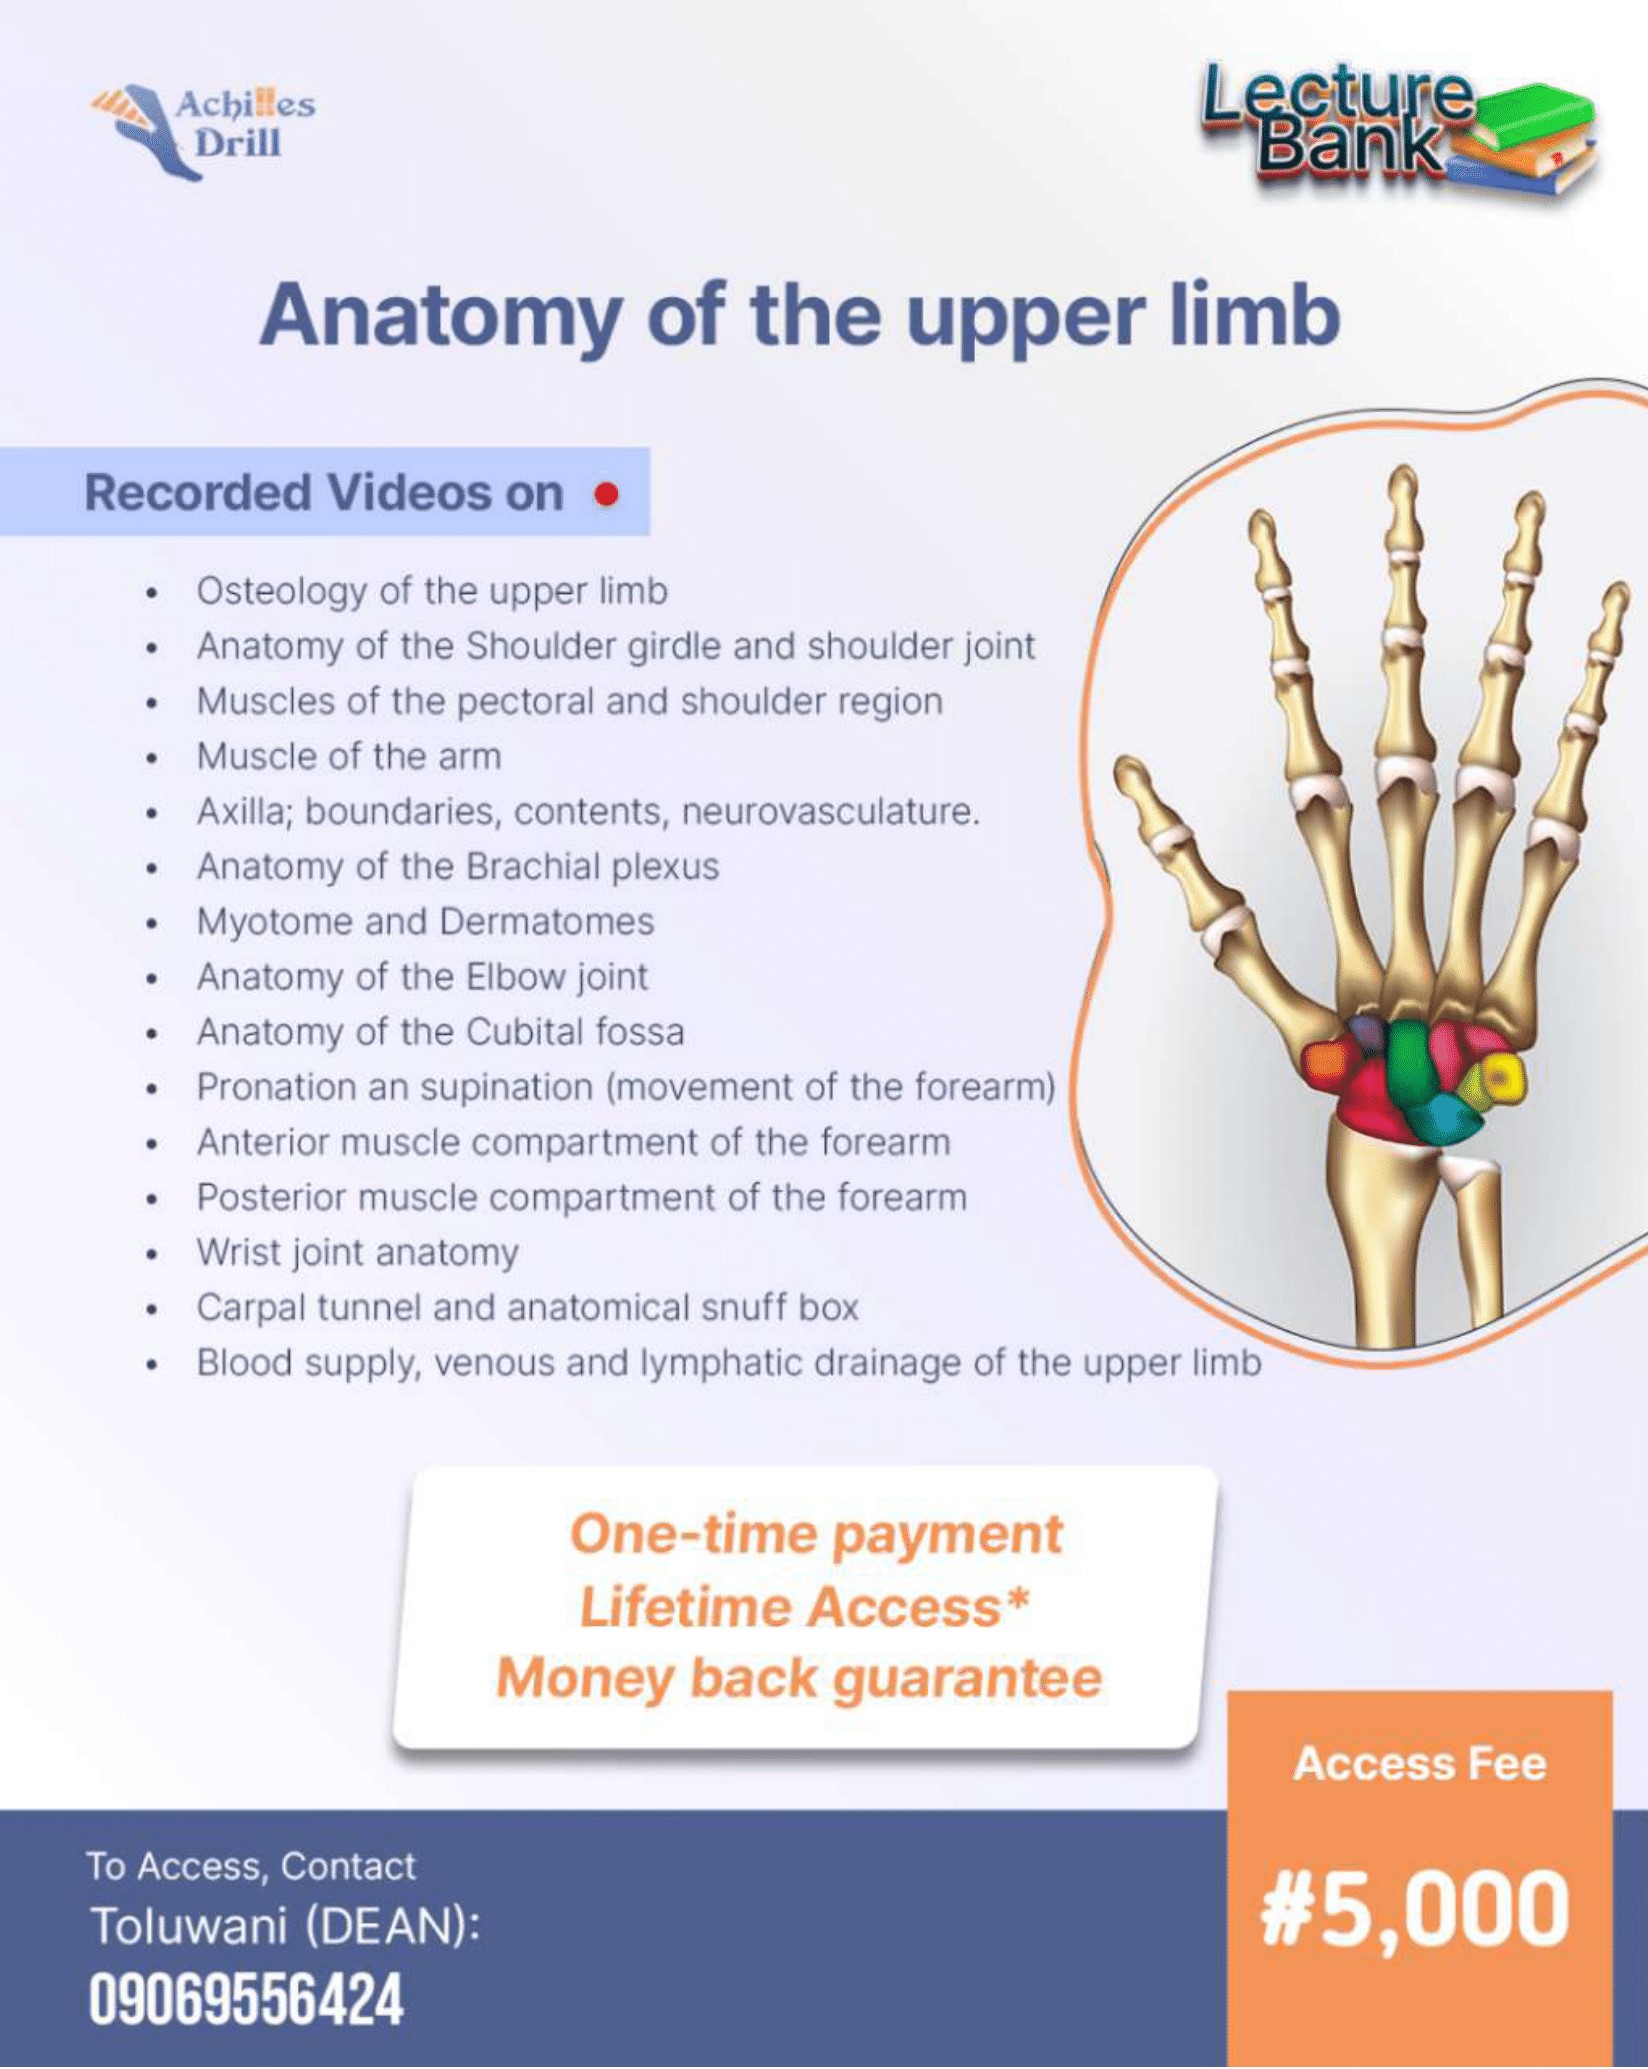 Achilles
Drill
Lecture
Bank
Anatomy of the upper limb
Recorded Videos on
• Osteology of the upper limb
• Anatomy of the Shoulder girdle and shoulder joint
• Muscles of the pectoral and shoulder region
• Muscle of the arm
• Axilla; boundaries, contents, neurovasculature.
• Anatomy of the Brachial plexus
• Myotome and Dermatomes
• Anatomy of the Elbow joint
• Anatomy of the Cubital fossa
• Pronation an supination (movement of the forearm)
• Anterior muscle compartment of the forearm
• Posterior muscle compartment of the forearm
• Wrist joint anatomy
• Carpal tunnel and anatomical snuff box
• Blood supply, venous and lymphatic drainage of the upper limb
One-time payment
Lifetime Access*
Money back guarantee
Access Fee
#5,000
To Access, Contact
Toluwani (DEAN):
09069556424